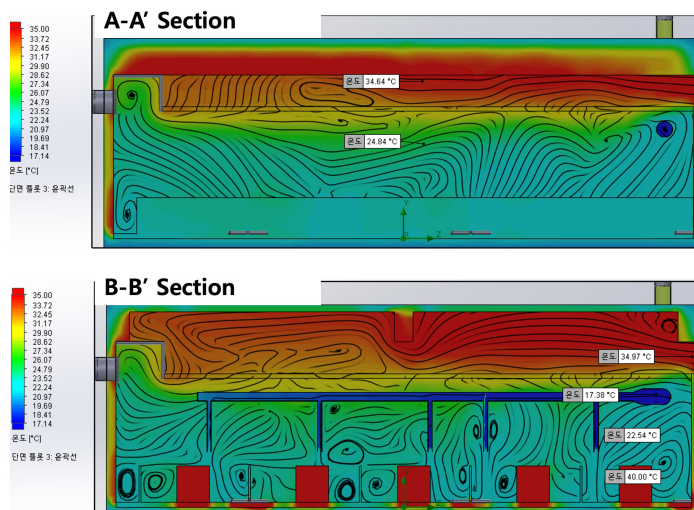 A-A' Section
35.00
33.72
32.45
31.17
29.90
28.62
27.34
26.07
24.79
23.52
22.24
20.97
19.69
18.41
17.14
온도 [°C]
단면 플롯 3: 윤곽선
온도 34.64 °C
온도 24.84 °C
Y
X Z
B-B' Section
35.00
33.72
32.45
31.17
29.90
28.62
27.34
26.07
24.79
23.52
22.24
20.97
19.69
18.41
17.14
온도 [°C]
단면 플롯 3: 윤곽선
온도 34.97 °C
온도 17.38 °C
온도 22.54 °C
온도 40.00 °C